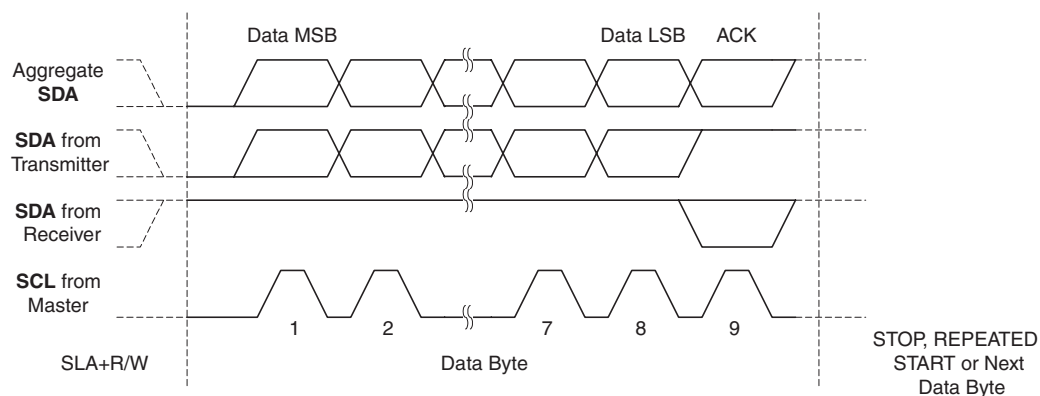 Data MSB
Data LSB
ACK
Aggregate
SDA
SDA from
Transmitter
SDA from
Receiver
SCL from
Master
1
2
7
8
9
SLA+R/W
Data Byte
STOP, REPEATED
START or Next
Data Byte